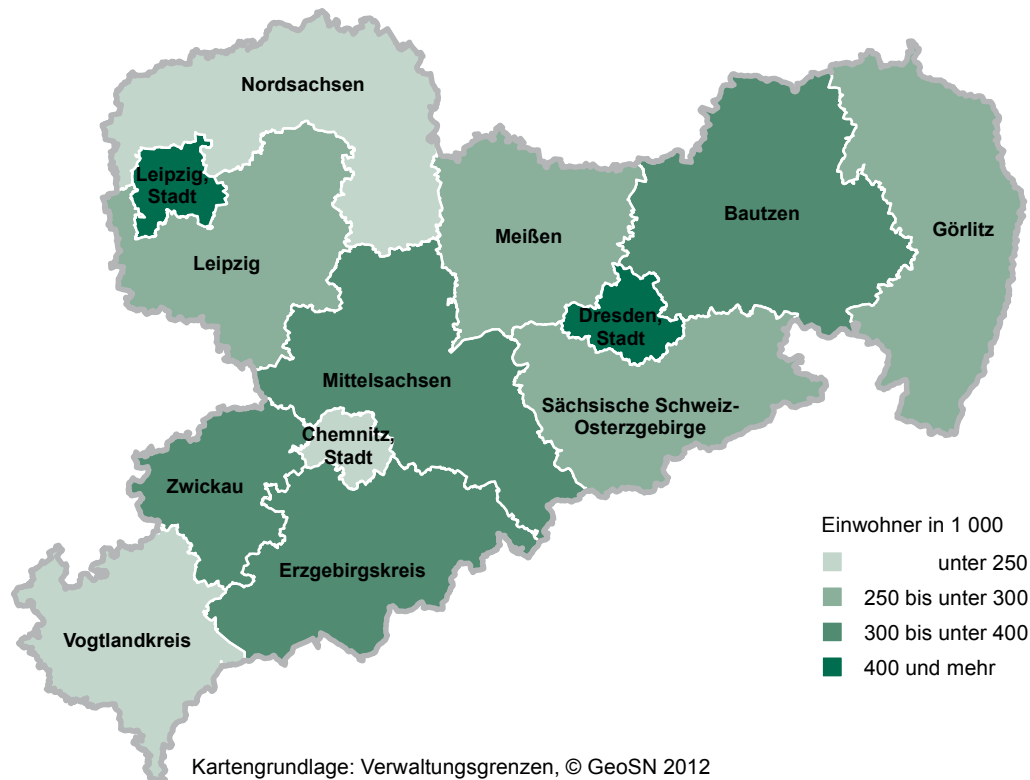 Nordsachsen
Leipzig,
Stadt
Leipzig
Meißen
Bautzen
Görlitz
Dresden,
Stadt
Mittelsachsen
Sächsische Schweiz-
Osterzgebirge
Chemnitz,
Stadt
Zwickau
Erzgebirgskreis
Vogtlandkreis
Einwohner in 1 000
unter 250
250 bis unter 300
300 bis unter 400
400 und mehr
Kartengrundlage: Verwaltungsgrenzen, © GeoSN 2012